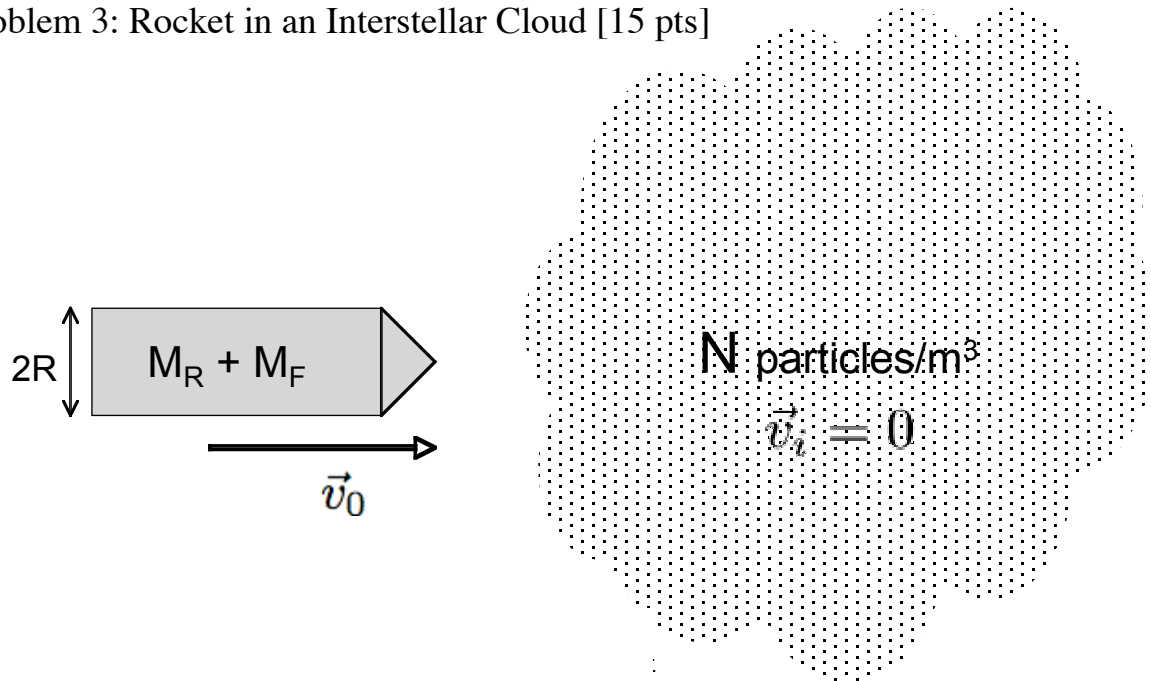 oblem 3: Rocket in an Interstellar Cloud [15 pts]
2R
M_R + M_F
N particles/m³
v⃗_i = 0
v⃗_0